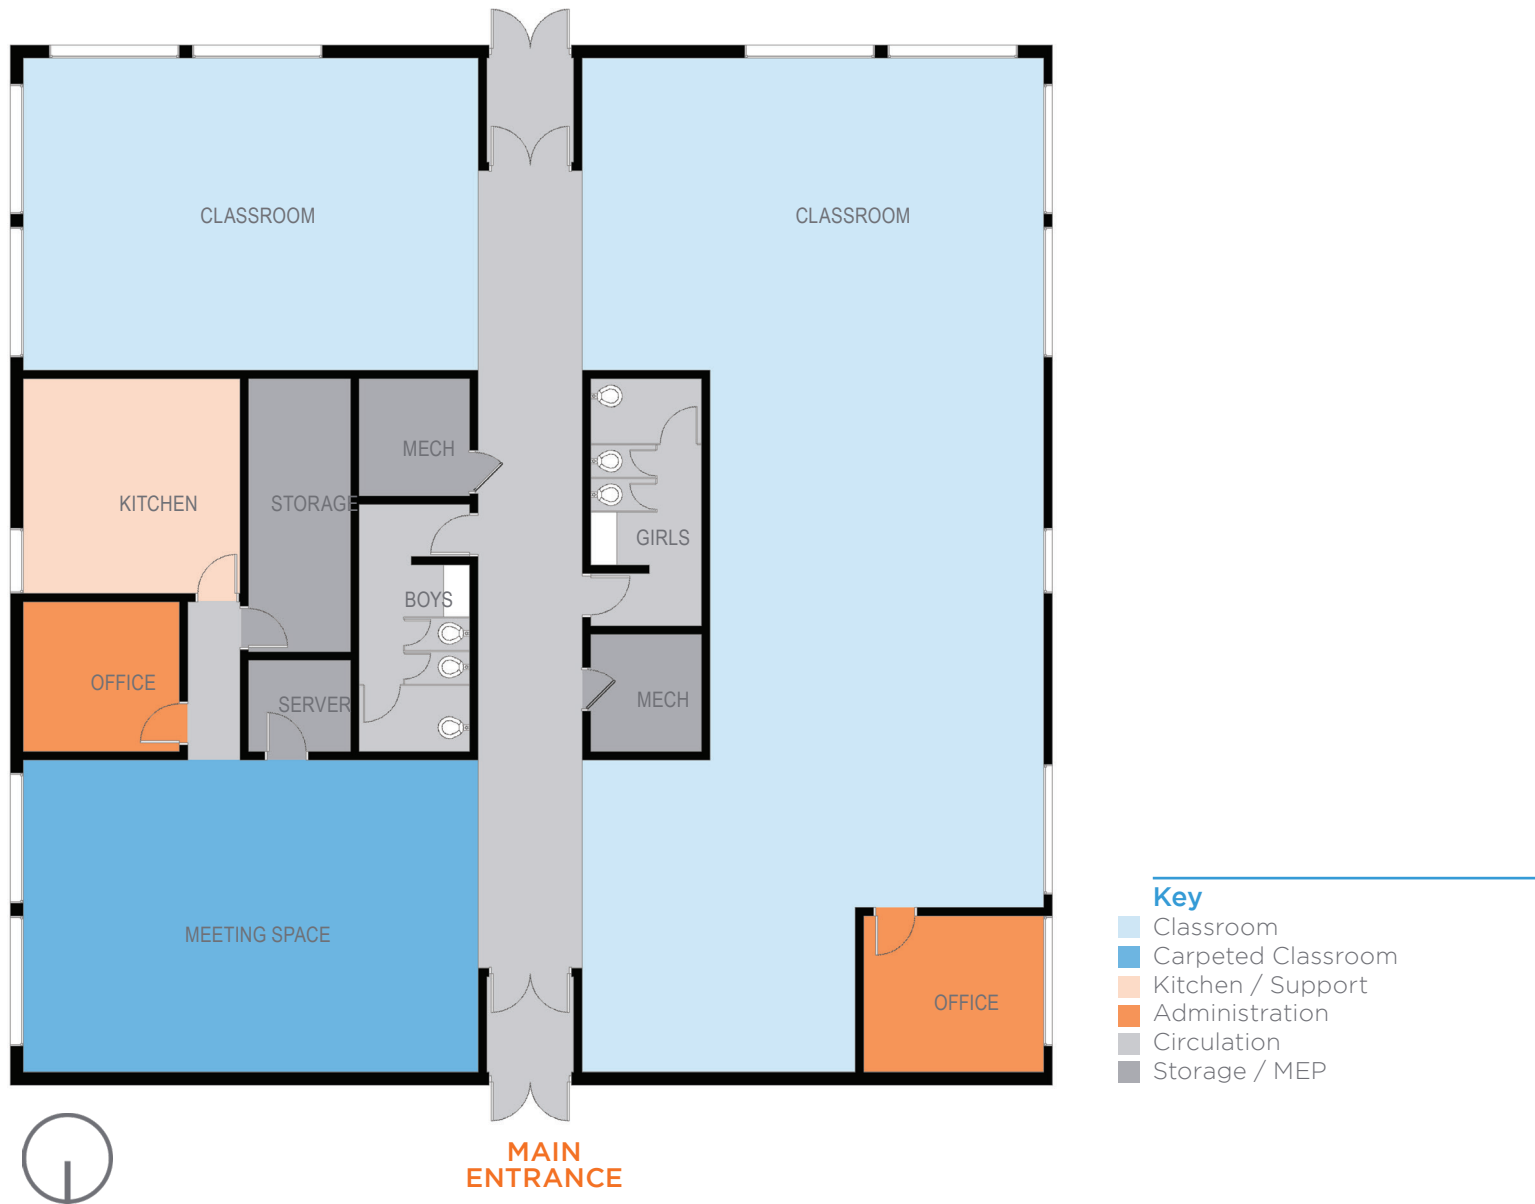 CLASSROOM
CLASSROOM
MECH
KITCHEN
STORAGE
GIRLS
BOYS
OFFICE
SERVER
MECH
MEETING SPACE
OFFICE
Key
Classroom
Carpeted Classroom
Kitchen / Support
Administration
Circulation
Storage / MEP
MAIN
ENTRANCE